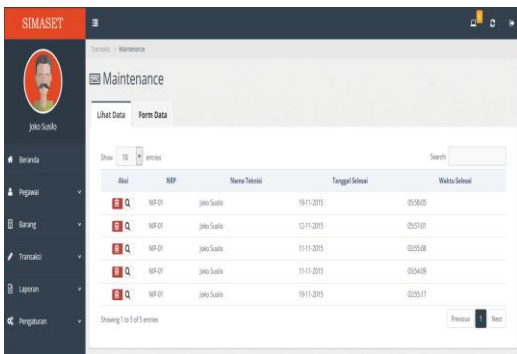 SIMASET
Transaksi > Maintenance
Maintenance
Lihat Data Form Data
Joko Susilo
Beranda
Pegawai
Barang
Transaksi
Laporan
Pengaturan
Show 10 entries Search:
Aksi NRP Nama Teknisi Tanggal Selesai Waktu Selesai
NIP-01 Joko Susilo 19-11-2015 05:58:05
NIP-01 Joko Susilo 12-11-2015 05:57:01
NIP-01 Joko Susilo 11-11-2015 03:55:08
NIP-01 Joko Susilo 11-11-2015 03:54:09
NIP-01 Joko Susilo 19-11-2015 02:55:17
Showing 1 to 5 of 5 entries Previous 1 Next